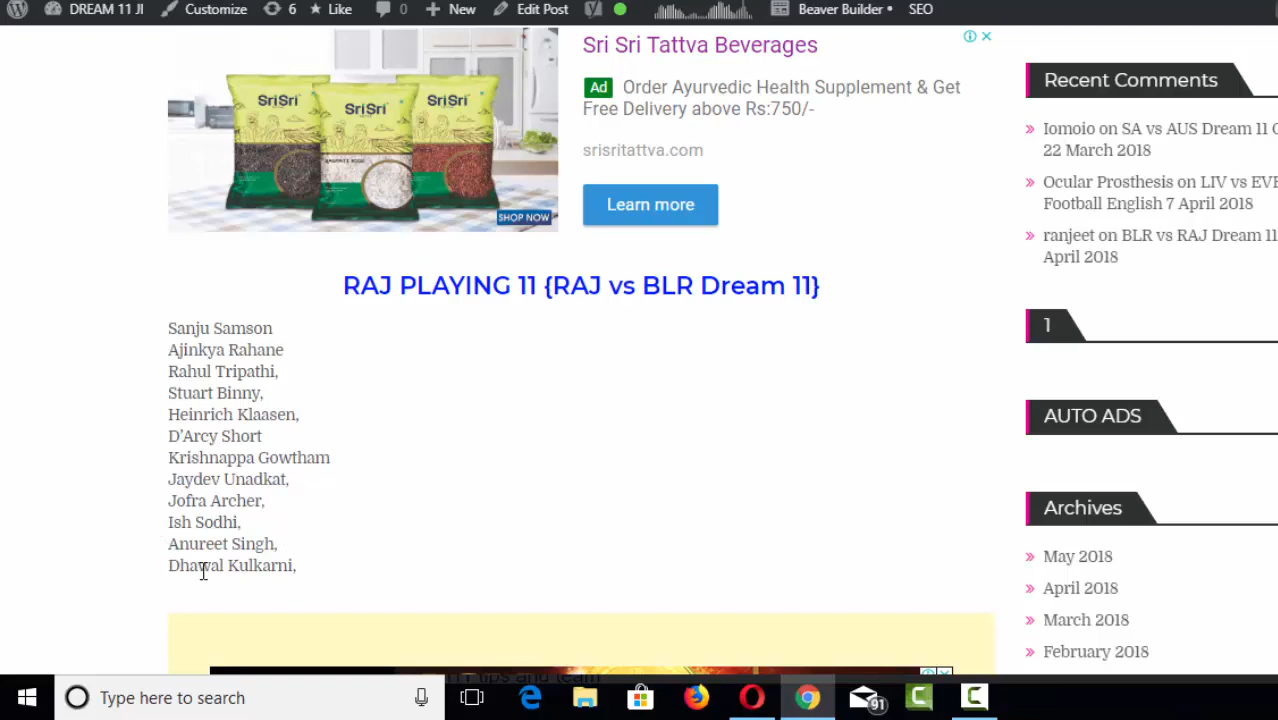 DREAM 11 JI Customize 6 Like 0 New Edit Post Beaver Builder • SEO
Sri Sri Tattva Beverages
Ad Order Ayurvedic Health Supplement & Get
Free Delivery above Rs:750/-
srisritattva.com
Learn more
SriSri SriSri SriSri
SHOP NOW
RAJ PLAYING 11 {RAJ vs BLR Dream 11}
Sanju Samson
Ajinkya Rahane
Rahul Tripathi,
Stuart Binny,
Heinrich Klaasen,
D'Arcy Short
Krishnappa Gowtham
Jaydev Unadkat,
Jofra Archer,
Ish Sodhi,
Anureet Singh,
Dhawal Kulkarni,
Recent Comments
Iomoio on SA vs AUS Dream 11
22 March 2018
Ocular Prosthesis on LIV vs EVE
Football English 7 April 2018
ranjeet on BLR vs RAJ Dream 11
April 2018
1
AUTO ADS
Archives
May 2018
April 2018
March 2018
February 2018
tips and team
Type here to search
91